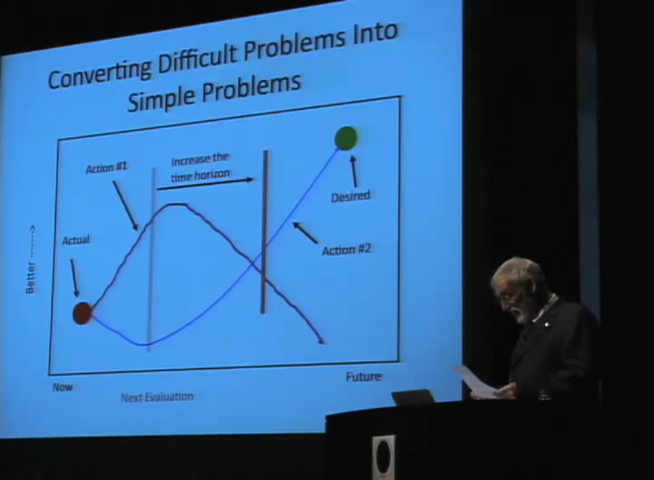 Converting Difficult Problems Into
Simple Problems
Action #1
Increase the
time horizon
Desired
Actual
Action #2
Better ------>
Now
Future
Next Evaluation